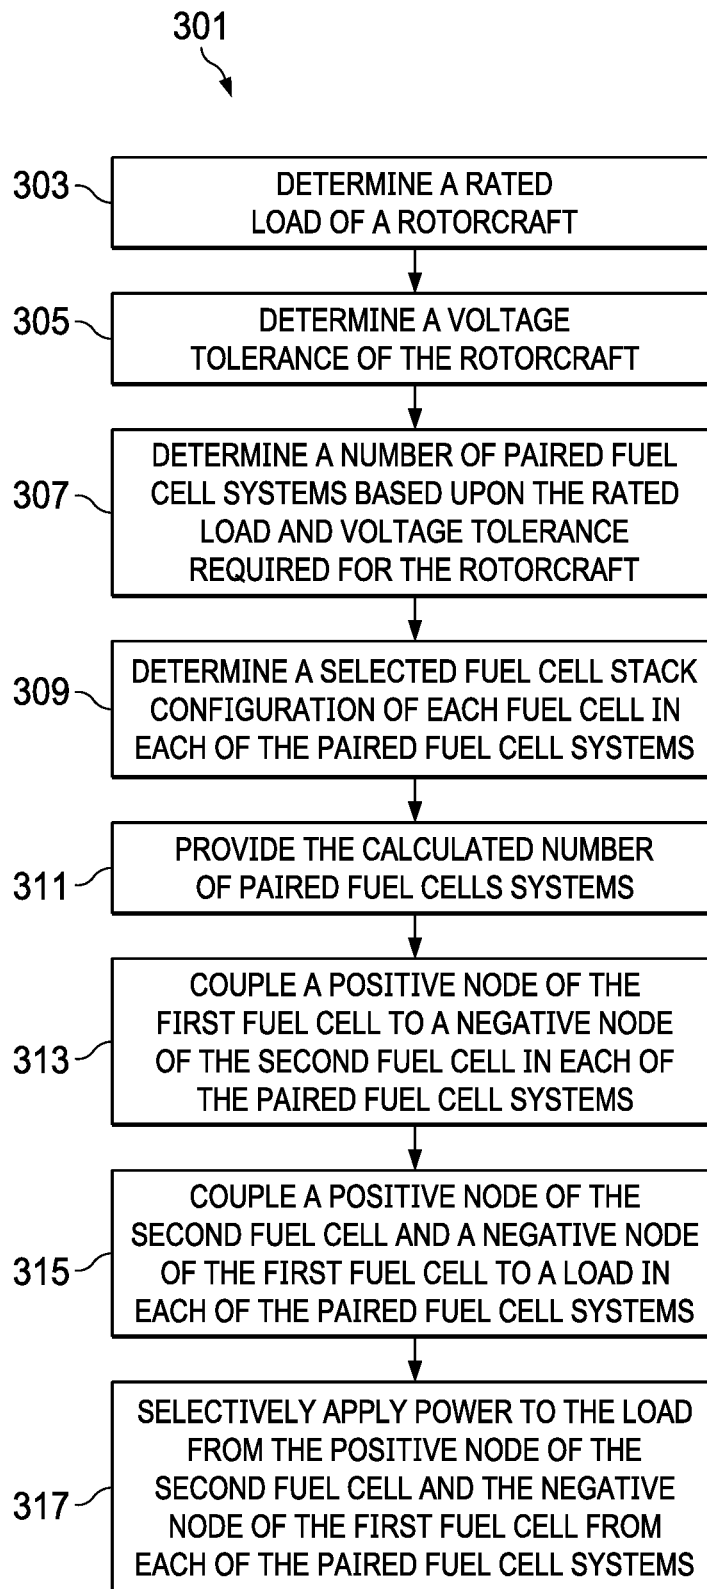 301
303
DETERMINE A RATED
LOAD OF A ROTORCRAFT
305
DETERMINE A VOLTAGE
TOLERANCE OF THE ROTORCRAFT
307
DETERMINE A NUMBER OF PAIRED FUEL
CELL SYSTEMS BASED UPON THE RATED
LOAD AND VOLTAGE TOLERANCE
REQUIRED FOR THE ROTORCRAFT
309
DETERMINE A SELECTED FUEL CELL STACK
CONFIGURATION OF EACH FUEL CELL IN
EACH OF THE PAIRED FUEL CELL SYSTEMS
311
PROVIDE THE CALCULATED NUMBER
OF PAIRED FUEL CELLS SYSTEMS
313
COUPLE A POSITIVE NODE OF THE
FIRST FUEL CELL TO A NEGATIVE NODE
OF THE SECOND FUEL CELL IN EACH OF
THE PAIRED FUEL CELL SYSTEMS
315
COUPLE A POSITIVE NODE OF THE
SECOND FUEL CELL AND A NEGATIVE NODE
OF THE FIRST FUEL CELL TO A LOAD IN
EACH OF THE PAIRED FUEL CELL SYSTEMS
317
SELECTIVELY APPLY POWER TO THE LOAD
FROM THE POSITIVE NODE OF THE
SECOND FUEL CELL AND THE NEGATIVE
NODE OF THE FIRST FUEL CELL FROM
EACH OF THE PAIRED FUEL CELL SYSTEMS